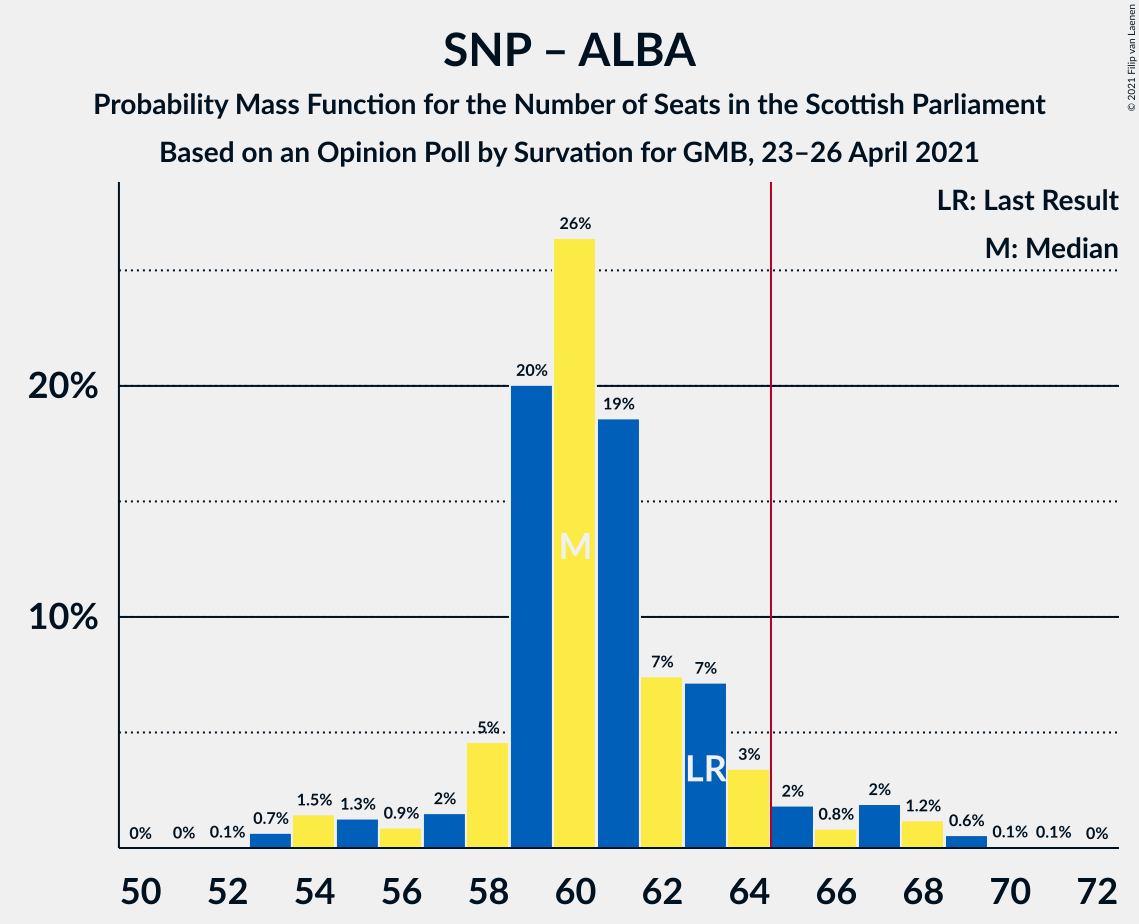 SNP – ALBA
Probability Mass Function for the Number of Seats in the Scottish Parliament
Based on an Opinion Poll by Survation for GMB, 23–26 April 2021
© 2021 Filip van Laenen
LR: Last Result
M: Median
26%
20%
20%
19%
M
10%
7%
7%
5%
LR
3%
0%
0%
0.1%
0.7%
1.5%
1.3%
0.9%
2%
2%
0.8%
2%
1.2%
0.6%
0.1%
0.1%
0%
50 52 54 56 58 60 62 64 66 68 70 72